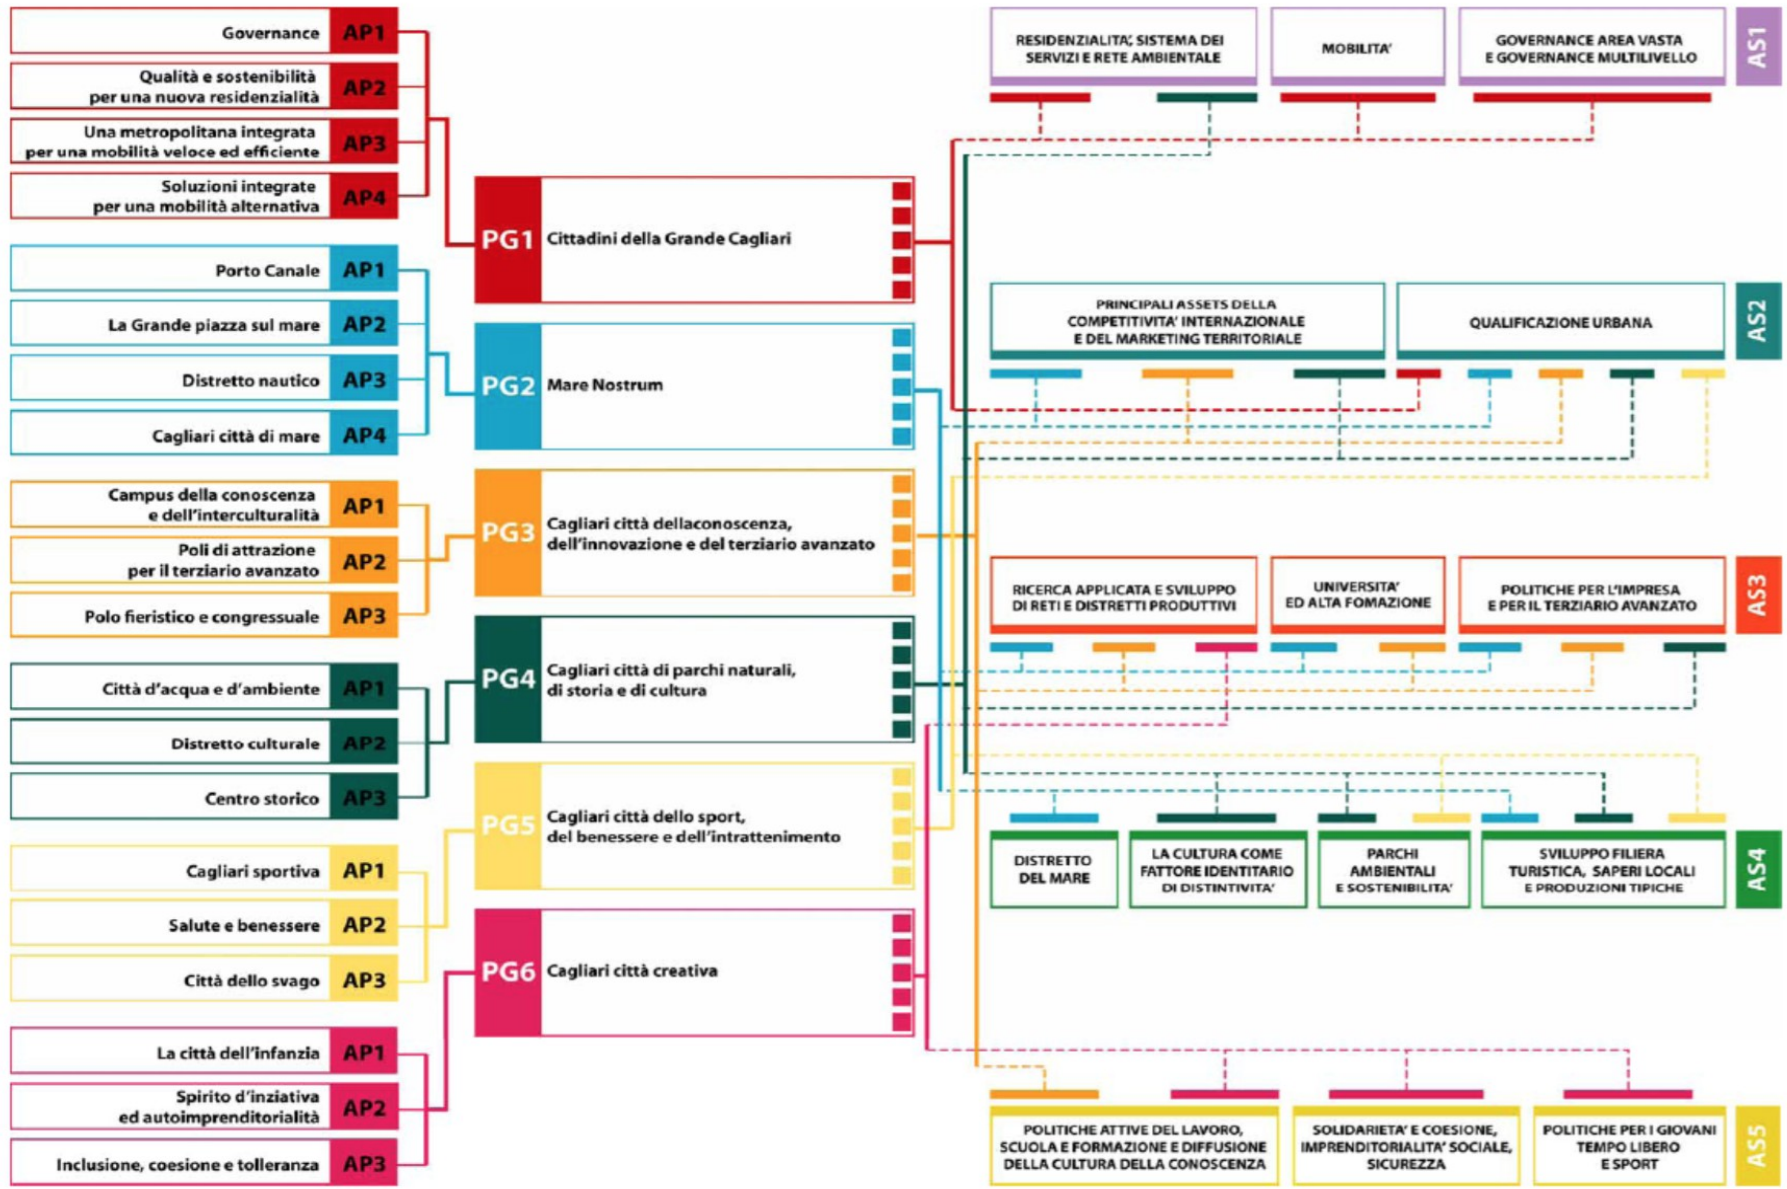 Governance AP1
Qualità e sostenibilità
per una nuova residenzialità AP2
Una metropolitana integrata
per una mobilità veloce ed efficiente AP3
Soluzioni integrate
per una mobilità alternativa AP4
Porto Canale AP1
La Grande piazza sul mare AP2
Distretto nautico AP3
Cagliari città di mare AP4
Campus della conoscenza
e dell'interculturalità AP1
Poli di attrazione
per il terziario avanzato AP2
Polo fieristico e congressuale AP3
Città d'acqua e d'ambiente AP1
Distretto culturale AP2
Centro storico AP3
Cagliari sportiva AP1
Salute e benessere AP2
Città dello svago AP3
La città dell'infanzia AP1
Spirito d'inziativa
ed autoimprenditorialità AP2
Inclusione, coesione e tolleranza AP3
PG1 Cittadini della Grande Cagliari
PG2 Mare Nostrum
PG3 Cagliari città dellaconoscenza,
dell'innovazione e del terziario avanzato
PG4 Cagliari città di parchi naturali,
di storia e di cultura
PG5 Cagliari città dello sport,
del benessere e dell'intrattenimento
PG6 Cagliari città creativa
RESIDENZIALITA', SISTEMA DEI
SERVIZI E RETE AMBIENTALE
MOBILITA'
GOVERNANCE AREA VASTA
E GOVERNANCE MULTILIVELLO
AS1
PRINCIPALI ASSETS DELLA
COMPETITIVITA' INTERNAZIONALE
E DEL MARKETING TERRITORIALE
QUALIFICAZIONE URBANA
AS2
RICERCA APPLICATA E SVILUPPO
DI RETI E DISTRETTI PRODUTTIVI
UNIVERSITA'
ED ALTA FOMAZIONE
POLITICHE PER L'IMPRESA
E PER IL TERZIARIO AVANZATO
AS3
DISTRETTO
DEL MARE
LA CULTURA COME
FATTORE IDENTITARIO
DI DISTINTIVITA'
PARCHI
AMBIENTALI
E SOSTENIBILITA'
SVILUPPO FILIERA
TURISTICA, SAPERI LOCALI
E PRODUZIONI TIPICHE
AS4
POLITICHE ATTIVE DEL LAVORO,
SCUOLA E FORMAZIONE E DIFFUSIONE
DELLA CULTURA DELLA CONOSCENZA
SOLIDARIETA' E COESIONE,
IMPRENDITORIALITA' SOCIALE,
SICUREZZA
POLITICHE PER I GIOVANI
TEMPO LIBERO
E SPORT
AS5